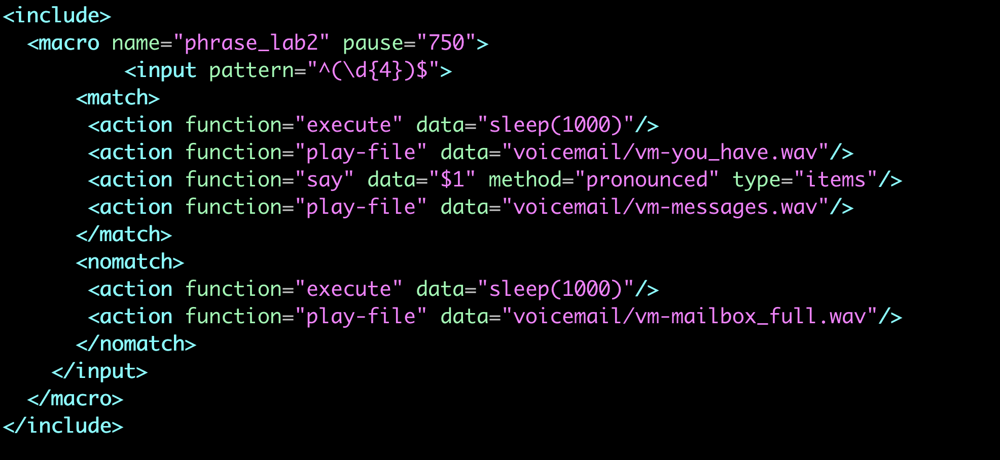 <include>
  <macro name="phrase_lab2" pause="750">
          <input pattern="^(\d{4})$">
      <match>
       <action function="execute" data="sleep(1000)"/>
       <action function="play-file" data="voicemail/vm-you_have.wav"/>
       <action function="say" data="$1" method="pronounced" type="items"/>
       <action function="play-file" data="voicemail/vm-messages.wav"/>
      </match>
      <nomatch>
       <action function="execute" data="sleep(1000)"/>
       <action function="play-file" data="voicemail/vm-mailbox_full.wav"/>
      </nomatch>
    </input>
  </macro>
</include>